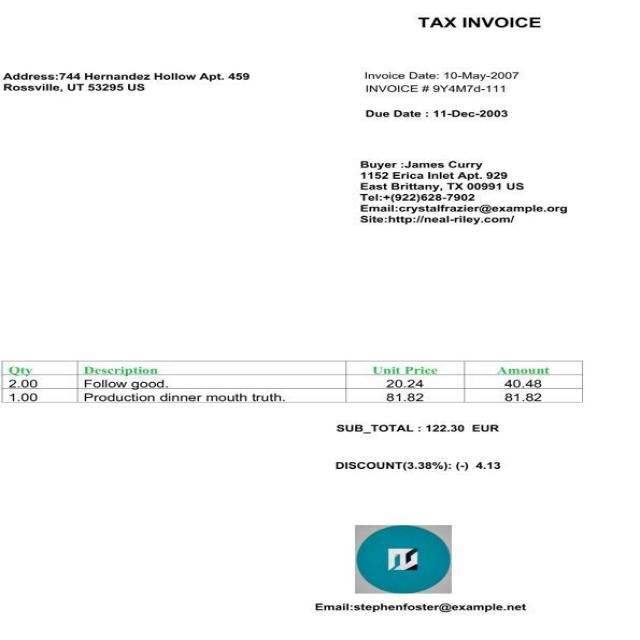 TAX INVOICE
Address:744 Hernandez Hollow Apt. 459
Rossville, UT 53295 US
Invoice Date: 10-May-2007
INVOICE # 9Y4M7d-111
Due Date : 11-Dec-2003
Buyer :James Curry
1152 Erica Inlet Apt. 929
East Brittany, TX 00991 US
Tel:+(922)628-7902
Email:crystalfrazier@example.org
Site:http://neal-riley.com/
Qty Description Unit Price Amount
2.00 Follow good. 20.24 40.48
1.00 Production dinner mouth truth. 81.82 81.82
SUB_TOTAL : 122.30 EUR
DISCOUNT(3.38%): (-) 4.13
Email:stephenfoster@example.net